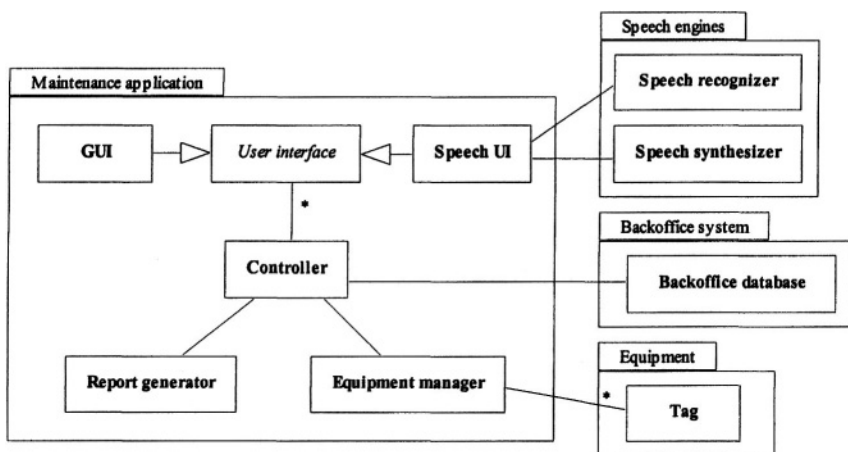 Speech engines
Maintenance application
Speech recognizer
GUI
User interface
Speech UI
Speech synthesizer
*
Backoffice system
Controller
Backoffice database
Equipment
Report generator
Equipment manager
*
Tag